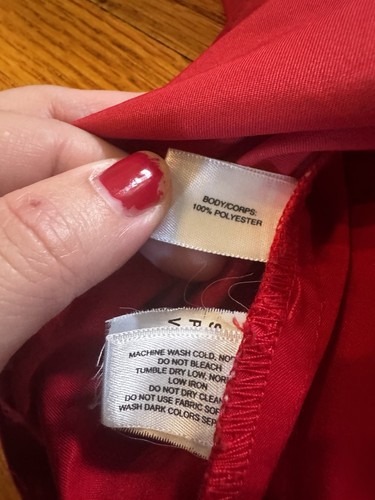 BODY/CORPS:
100% POLYESTER
MACHINE WASH COLD,
DO NOT BLEACH
TUMBLE DRY LOW,
LOW IRON
DO NOT DRY
DO NOT USE FABRIC
WASH DARK COLORS